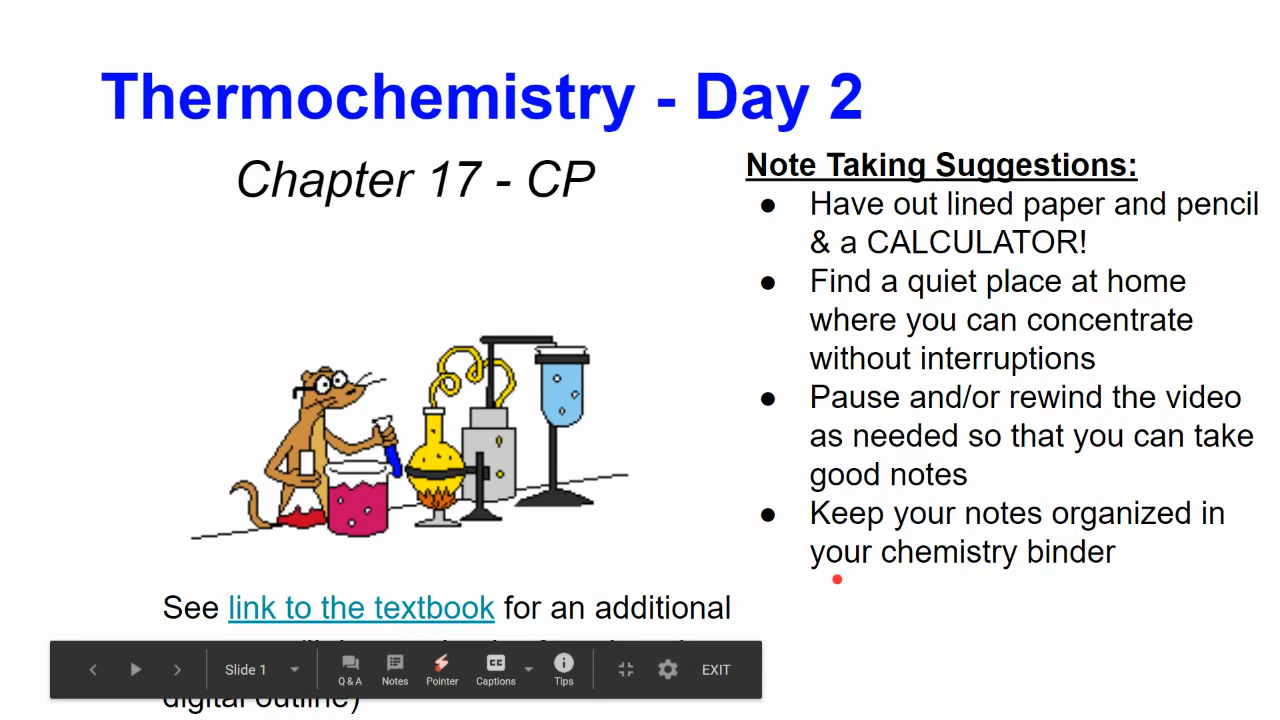 Thermochemistry - Day 2
Chapter 17 - CP
Note Taking Suggestions:
● Have out lined paper and pencil
& a CALCULATOR!
● Find a quiet place at home
where you can concentrate
without interruptions
● Pause and/or rewind the video
as needed so that you can take
good notes
● Keep your notes organized in
your chemistry binder
See link to the textbook for an additional
digital outline)
Slide 1
Q & A
Notes
Pointer
CC
Captions
Tips
EXIT